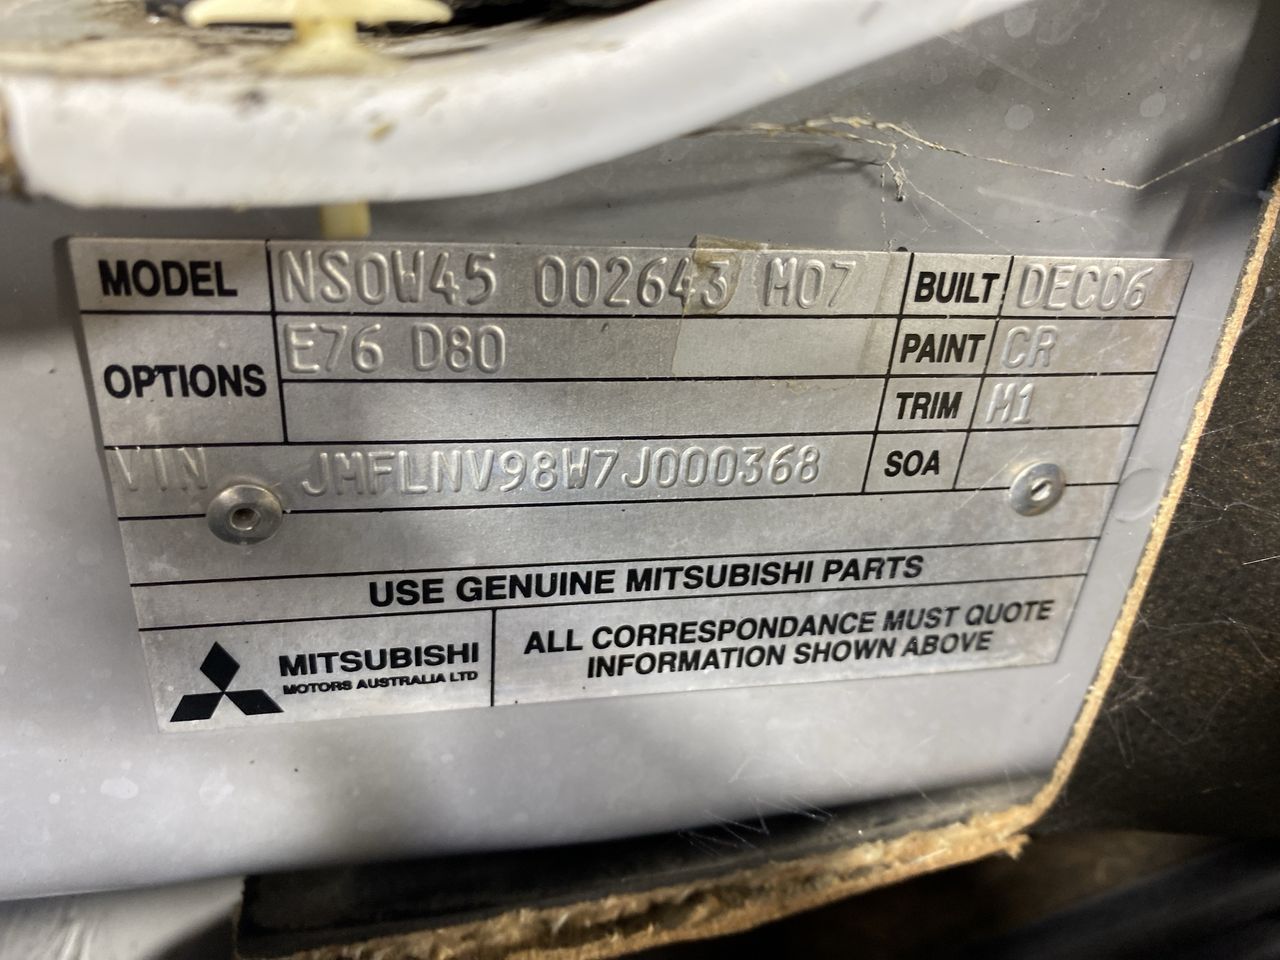 MODEL NS0W45 002643 M07 BUILT DEC06
OPTIONS E76 D80 PAINT CR
TRIM M1
VIN JMFLNV98W7J000368 SOA
USE GENUINE MITSUBISHI PARTS
MITSUBISHI
MOTORS AUSTRALIA LTD
ALL CORRESPONDANCE MUST QUOTE
INFORMATION SHOWN ABOVE